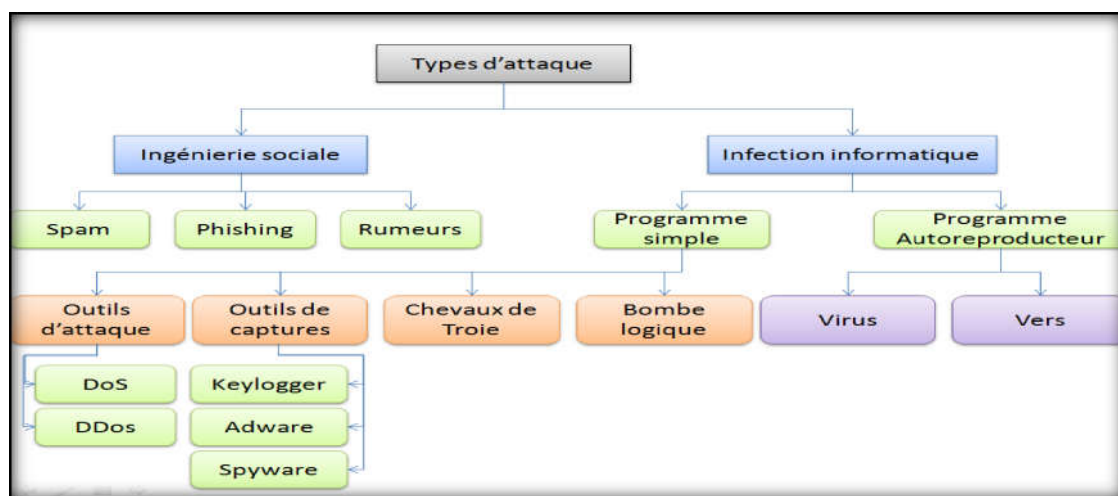 Types d'attaque
Ingénierie sociale
Infection informatique
Spam
Phishing
Rumeurs
Programme
simple
Programme
Autoreproducteur
Outils
d'attaque
Outils de
captures
Chevaux de
Troie
Bombe
logique
Virus
Vers
DoS
DDos
Keylogger
Adware
Spyware